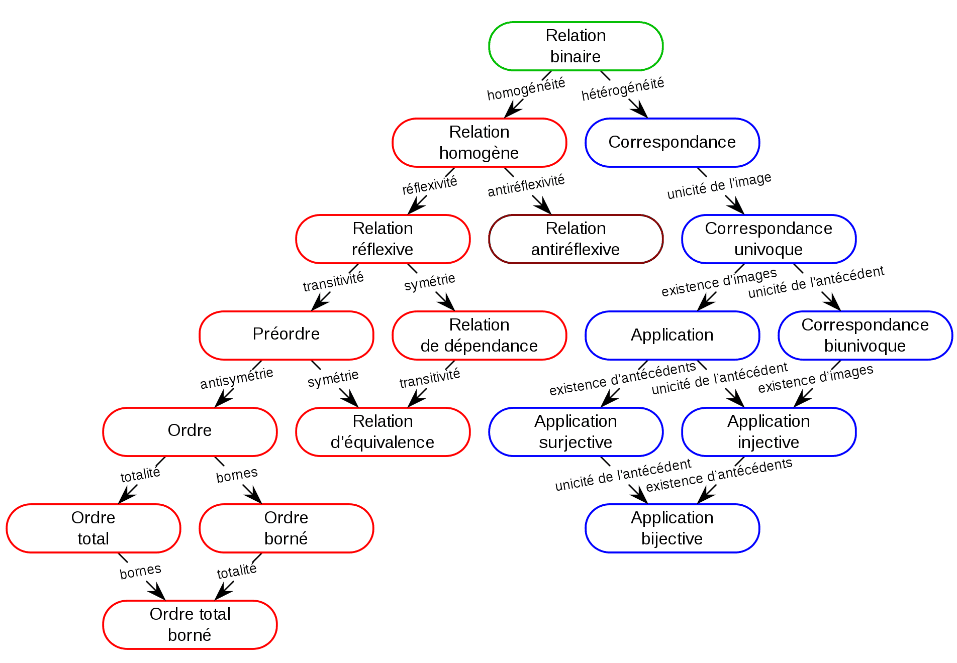 Relation
binaire
homogénéité
hétérogénéité
Relation
homogène
Correspondance
réflexivité
antiréflexivité
unicité de l'image
Relation
réflexive
Relation
antiréflexive
Correspondance
univoque
transitivité
symétrie
existence d'images
unicité de l'antécédent
Préordre
Relation
de dépendance
Application
Correspondance
biunivoque
antisymétrie
symétrie
transitivité
existence d'antécédents
unicité de l'antécédent
existence d'images
Ordre
Relation
d'équivalence
Application
surjective
Application
injective
totalité
bornes
unicité de l'antécédent
existence d'antécédents
Ordre
total
Ordre
borné
Application
bijective
bornes
totalité
Ordre total
borné